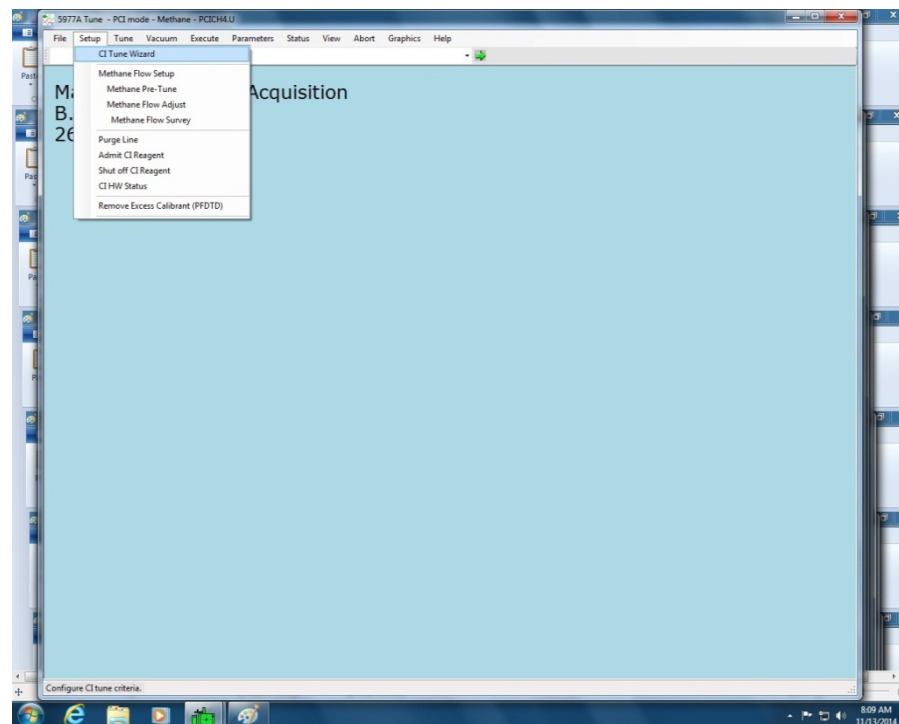 5977A Tune - PCI mode - Methane - PCICH4.U
File Setup Tune Vacuum Execute Parameters Status View Abort Graphics Help
CI Tune Wizard
Methane Flow Setup
Methane Pre-Tune
Methane Flow Adjust
Methane Flow Survey
Purge Line
Admit CI Reagent
Shut off CI Reagent
CI HW Status
Remove Excess Calibrant (PFDTD)
Acquisition
B.
26
Configure CI tune criteria.
8:09 AM
11/13/2014